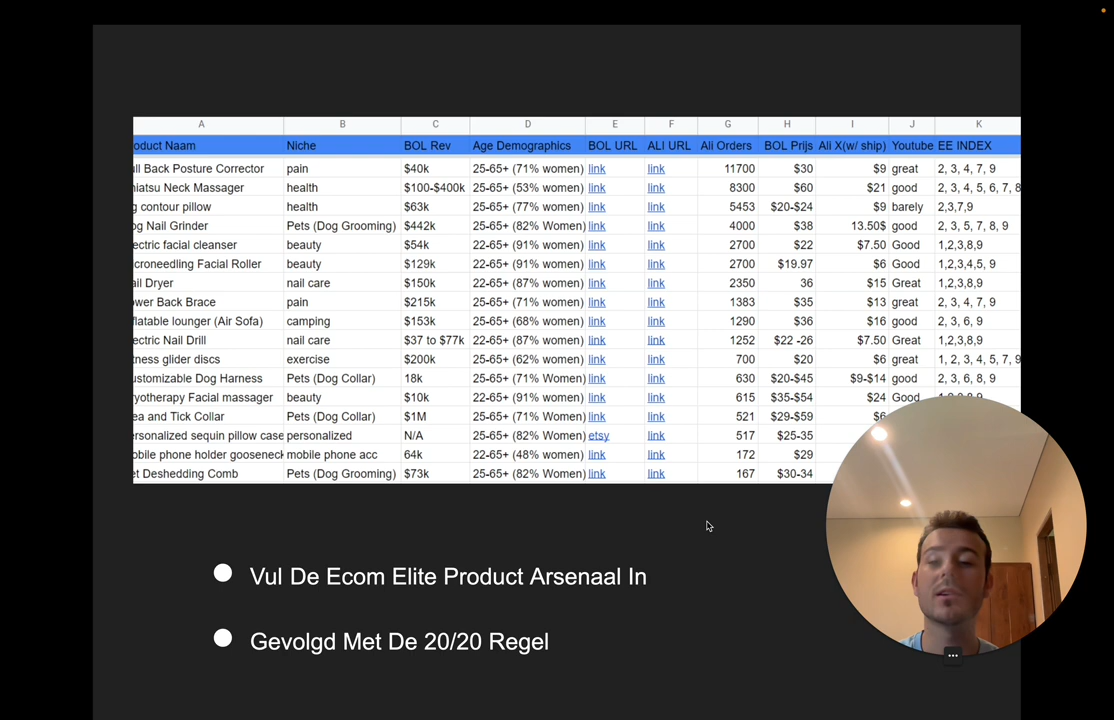 A B C D E F G H I J K
oduct Naam Niche BOL Rev Age Demographics BOL URL ALI URL Ali Orders BOL Prijs Ali X(w/ ship) Youtube EE INDEX
ll Back Posture Corrector pain $40k 25-65+ (71% women) link link 11700 $30 $9 great 2, 3, 4, 7, 9
iatsu Neck Massager health $100-$400k 25-65+ (53% women) link link 8300 $60 $21 good 2, 3, 4, 5, 6, 7, 8
g contour pillow health $63k 25-65+ (77% women) link link 5453 $20-$24 $9 barely 2,3,7,9
og Nail Grinder Pets (Dog Grooming) $442k 25-65+ (82% Women) link link 4000 $38 13.50$ good 2, 3, 5, 7, 8, 9
ectric facial cleanser beauty $54k 22-65+ (91% women) link link 2700 $22 $7.50 Good 1,2,3,8,9
croneedling Facial Roller beauty $129k 22-65+ (91% women) link link 2700 $19.97 $6 Good 1,2,3,4,5, 9
ail Dryer nail care $150k 22-65+ (87% women) link link 2350 36 $15 great 1,2,3,8,9
ower Back Brace pain $215k 25-65+ (71% women) link link 1383 $35 $13 great 2, 3, 4, 7, 9
flatable lounger (Air Sofa) camping $153k 25-65+ (68% women) link link 1290 $36 $16 good 2, 3, 6, 9
ectric Nail Drill nail care $37 to $77k 22-65+ (87% women) link link 1252 $22 -26 $7.50 Great 1,2,3,8,9
tness glider discs exercise $200k 25-65+ (62% women) link link 700 $20 $6 great 1, 2, 3, 4, 5, 7, 9
ustomizable Dog Harness Pets (Dog Collar) 18k 25-65+ (71% Women) link link 630 $20-$45 $9-$14 good 2, 3, 6, 8, 9
yotherapy Facial massager beauty $10k 22-65+ (91% women) link link 615 $35-$54 $24 Good
ea and Tick Collar Pets (Dog Collar) $1M 25-65+ (71% Women) link link 521 $29-$59 $6
ersonalized sequin pillow case personalized N/A 25-65+ (82% Women) etsy link 517 $25-35
obile phone holder gooseneck mobile phone acc 64k 22-65+ (48% women) link link 172 $29
et Deshedding Comb Pets (Dog Grooming) $73k 25-65+ (82% Women) link link 167 $30-34
Vul De Ecom Elite Product Arsenaal In
Gevolgd Met De 20/20 Regel